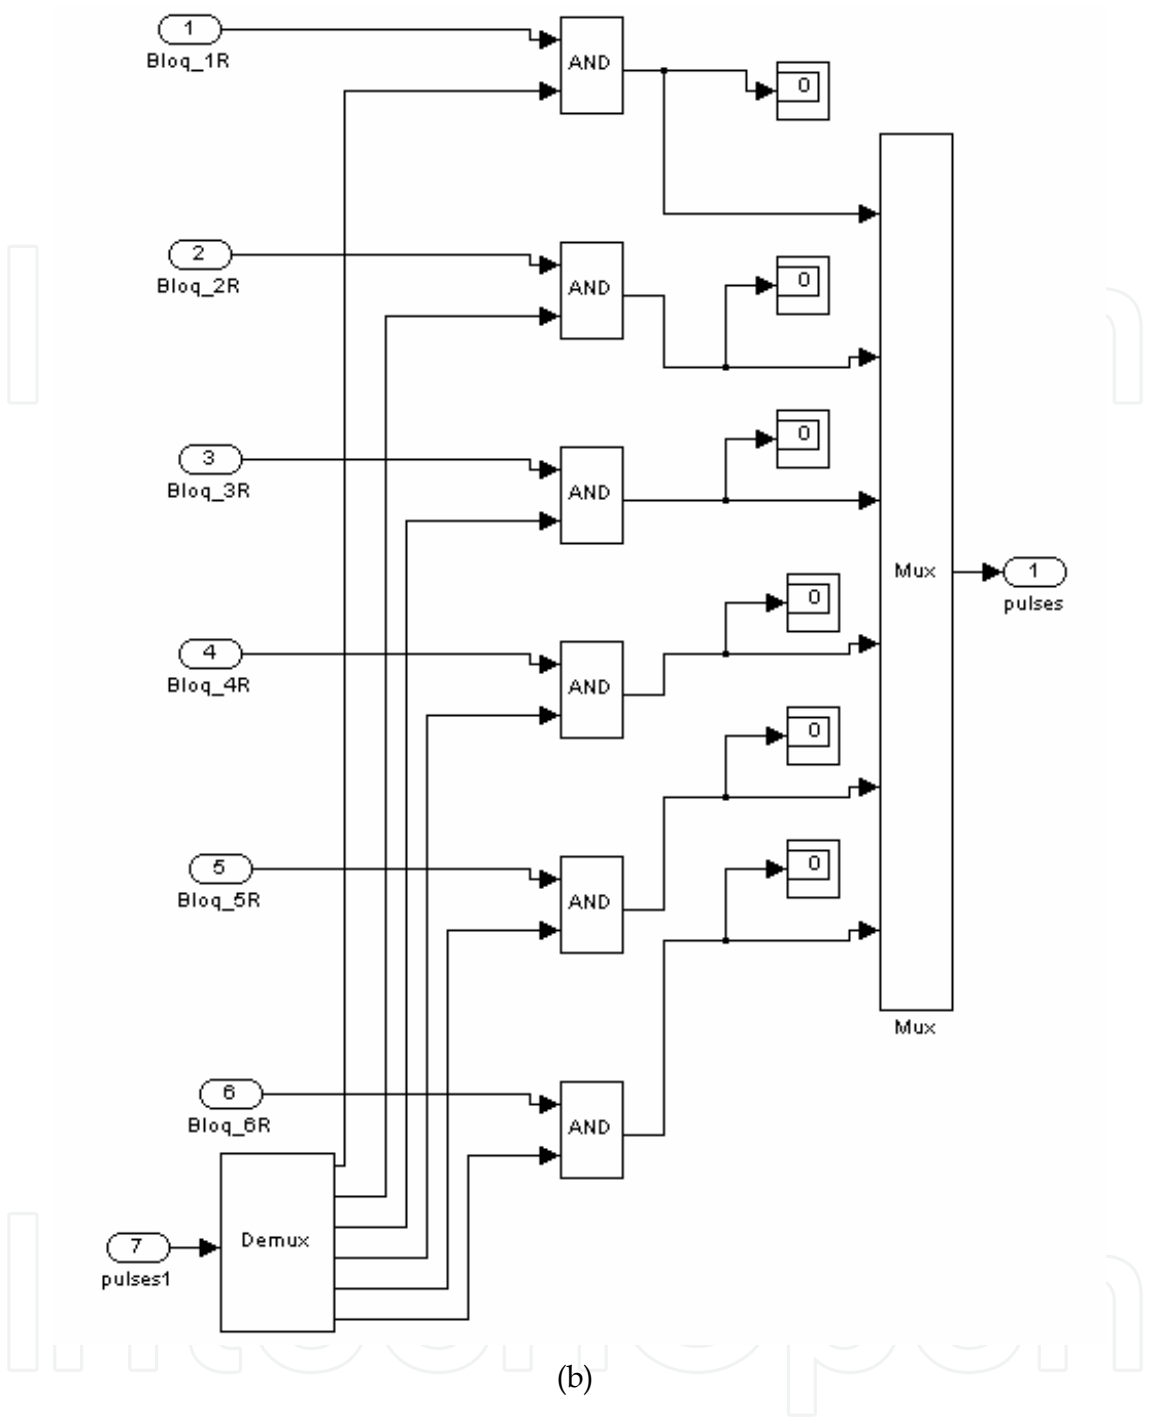 1
Bloq_1R
AND
0
2
Bloq_2R
AND
0
3
Bloq_3R
AND
0
Mux
1
pulses
4
Bloq_4R
AND
0
0
5
Bloq_5R
AND
0
Mux
6
Bloq_6R
AND
Demux
7
pulses1
(b)